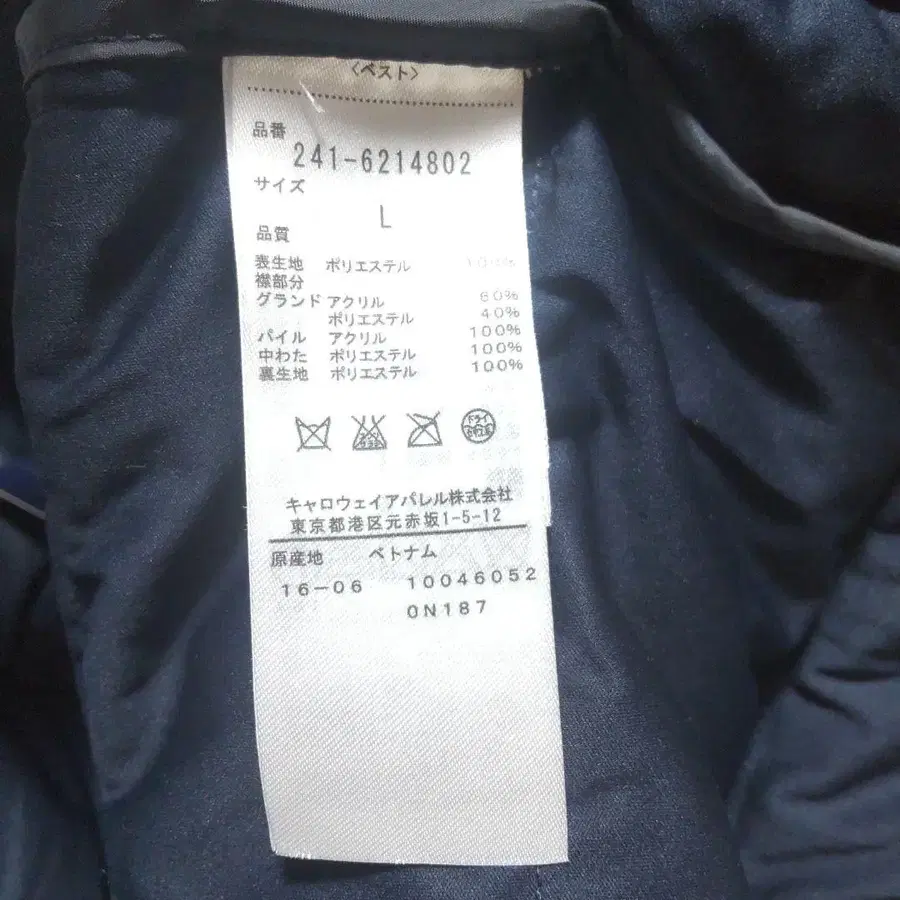 〈ベスト〉
品番
241-6214802
サイズ
L
品質
表生地 ポリエステル 100%
襟部分
グランド アクリル 60%
ポリエステル 40%
パイル アクリル 100%
中わた ポリエステル 100%
裏生地 ポリエステル 100%
ドライ
キャロウェイアパレル株式会社
東京都港区元赤坂1-5-12
原産地 ベトナム
16-06 10046052
0N187